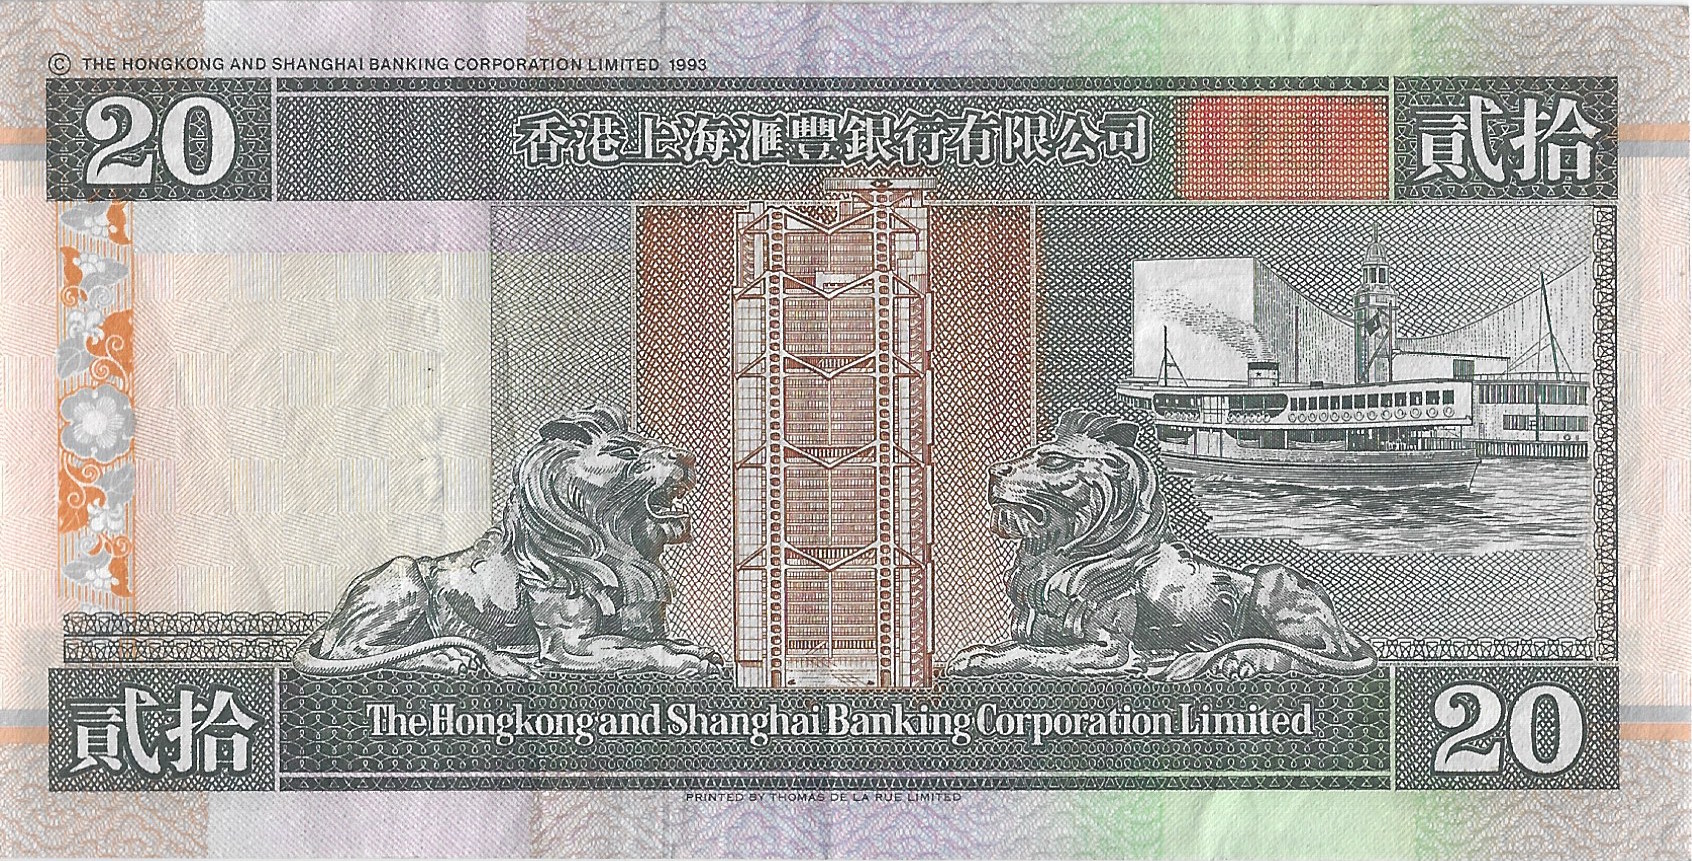 © THE HONGKONG AND SHANGHAI BANKING CORPORATION LIMITED 1993
20
香港上海滙豐銀行有限公司
貳拾
貳拾
The Hongkong and Shanghai Banking Corporation Limited
20
PRINTED BY THOMAS DE LA RUE LIMITED